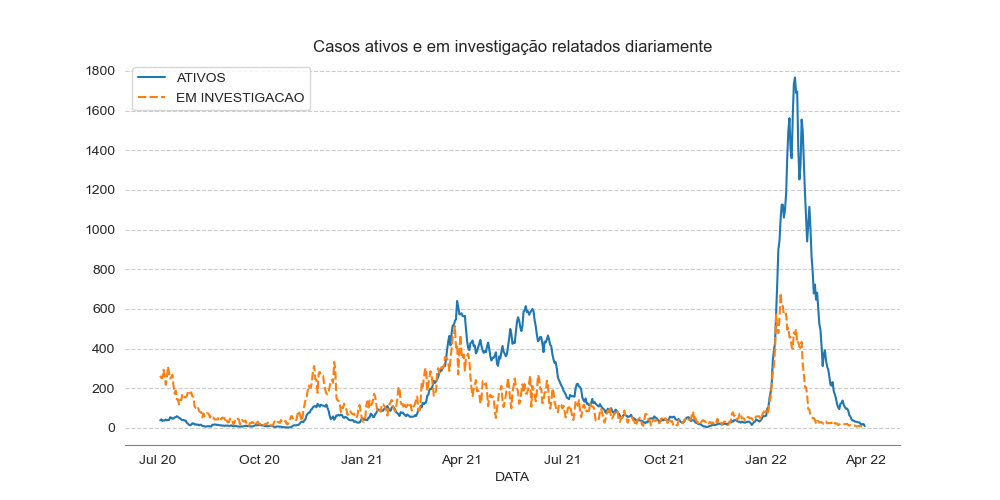 Casos ativos e em investigação relatados diariamente
ATIVOS
EM INVESTIGACAO
1800
1600
1400
1200
1000
800
600
400
200
0
Jul 20 Oct 20 Jan 21 Apr 21 Jul 21 Oct 21 Jan 22 Apr 22
DATA